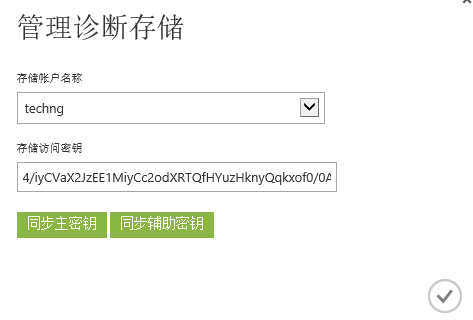 管理诊断存储
存储帐户名称
techng
存储访问密钥
4/iyCVaX2JzEE1MiyCc2odXRTQfHYuzHknyQqkxof0/0A
同步主密钥 同步辅助密钥